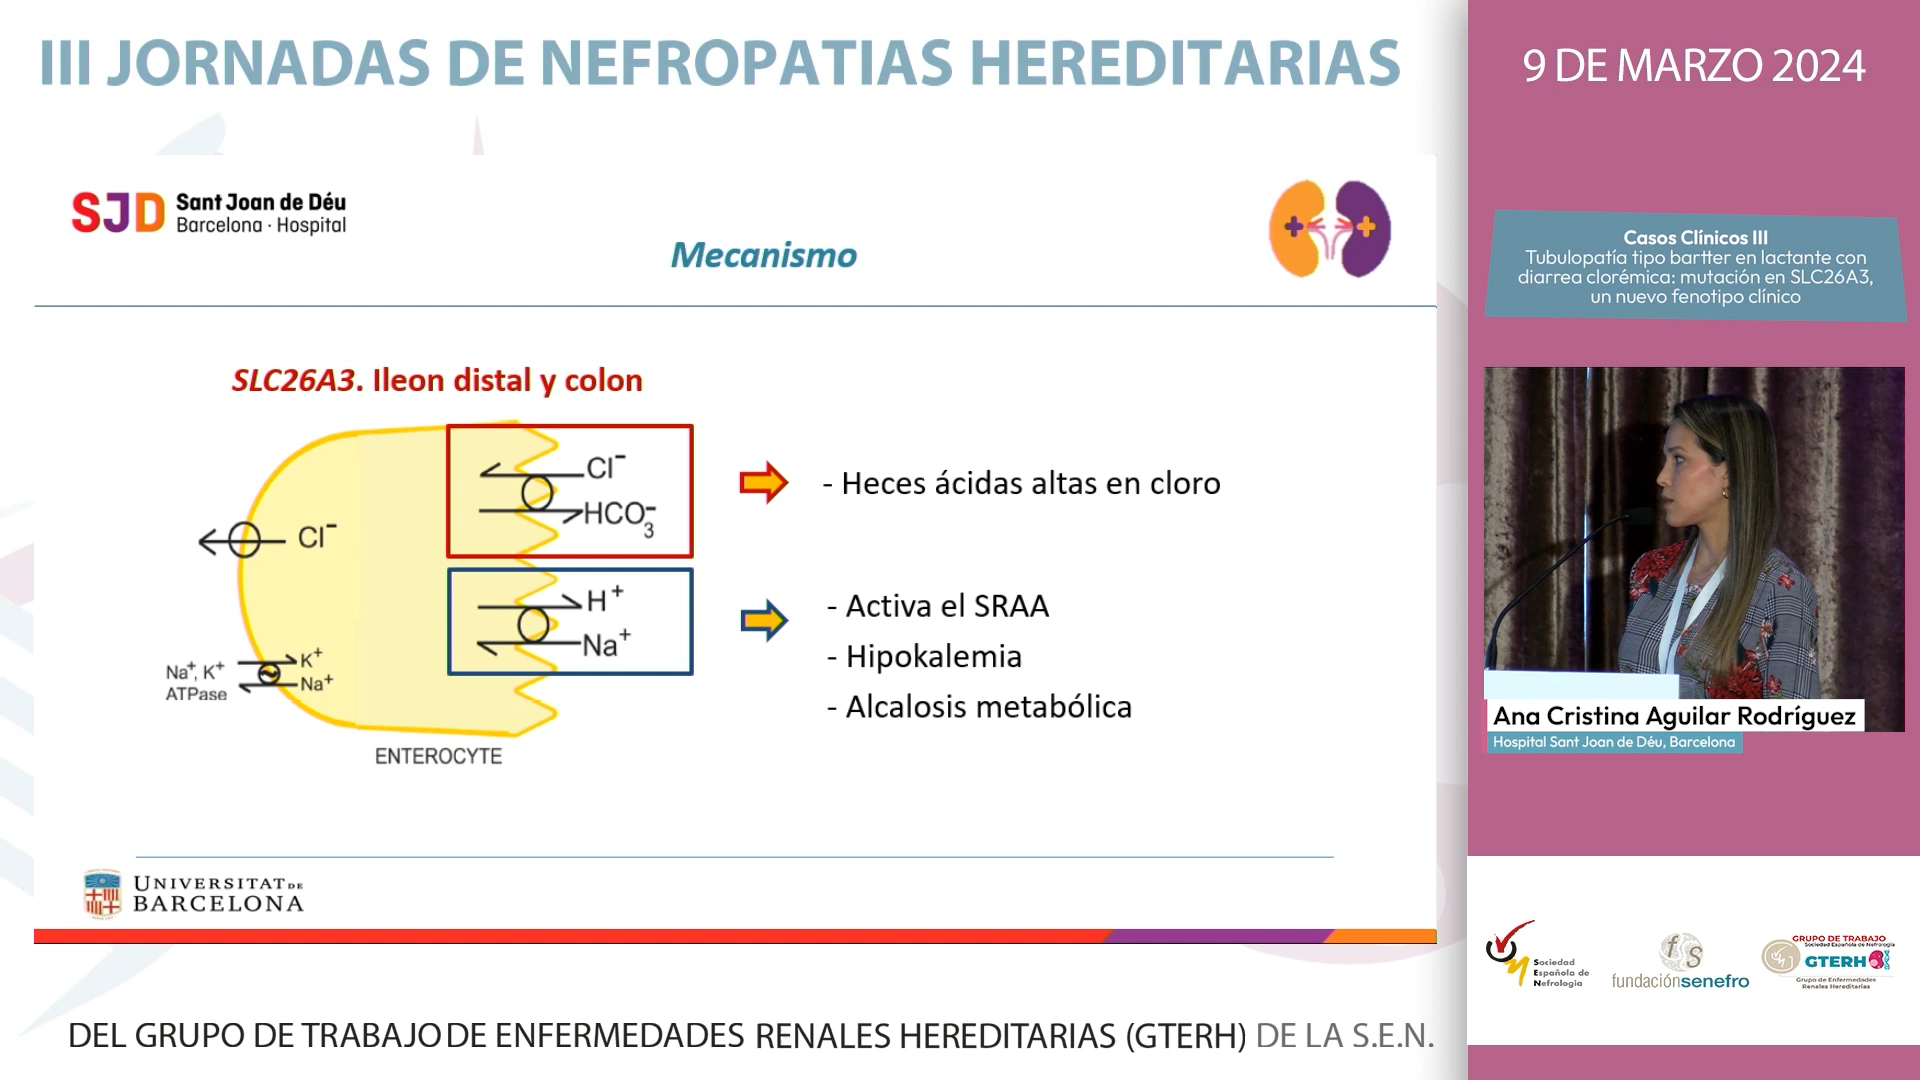 III JORNADAS DE NEFROPATIAS HEREDITARIAS
9 DE MARZO 2024
SJD Sant Joan de Déu
Barcelona · Hospital
Mecanismo
Casos Clínicos III
Tubulopatía tipo bartter en lactante con
diarrea clorémica: mutación en SLC26A3,
un nuevo fenotipo clínico
SLC26A3. Ileon distal y colon
Cl⁻
HCO₃⁻
Cl⁻
- Heces ácidas altas en cloro
H⁺
Na⁺
- Activa el SRAA
- Hipokalemia
- Alcalosis metabólica
Na⁺, K⁺
ATPase
K⁺
Na⁺
ENTEROCYTE
Ana Cristina Aguilar Rodríguez
Hospital Sant Joan de Déu, Barcelona
UNIVERSITAT DE
BARCELONA
Sociedad
Española de
Nefrología
fs
fundaciónsenefro
GRUPO DE TRABAJO
Sociedad Española de Nefrología
GTERH
Grupo de Enfermedades
Renales Hereditarias
DEL GRUPO DE TRABAJO DE ENFERMEDADES RENALES HEREDITARIAS (GTERH) DE LA S.E.N.